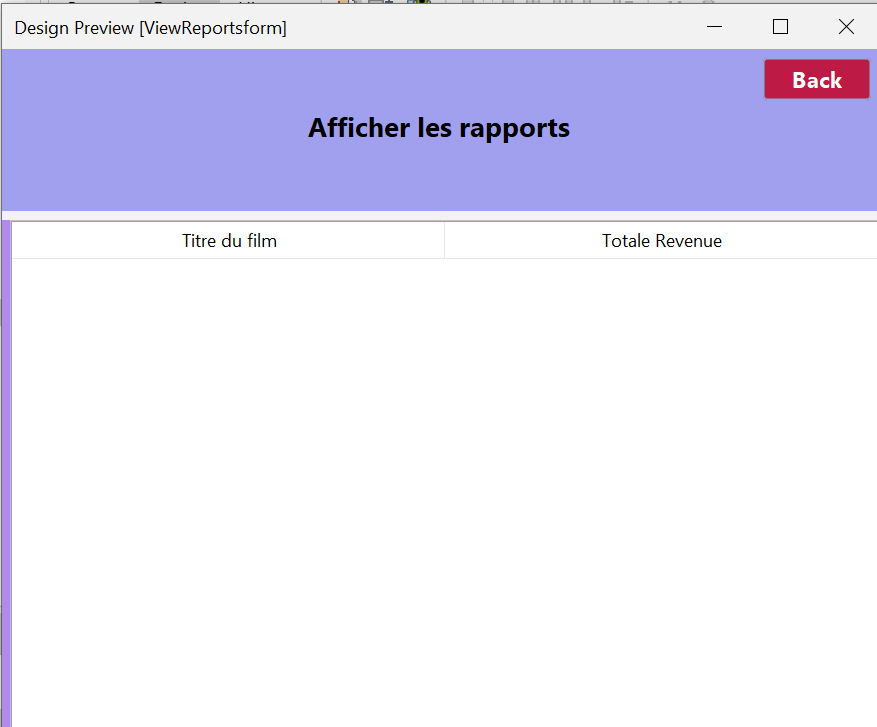 Design Preview [ViewReportsform]
Back
Afficher les rapports
Titre du film
Totale Revenue